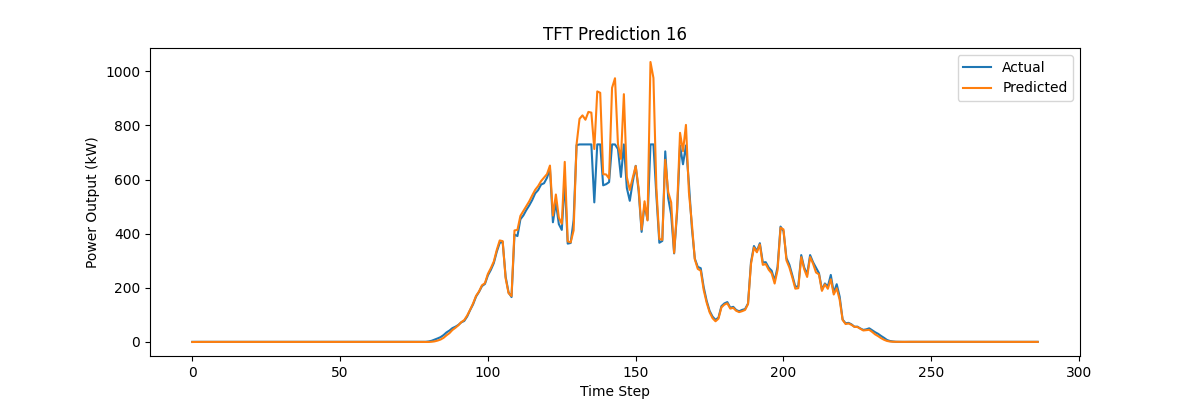 TFT Prediction 16
Actual
Predicted
Power Output (kW)
1000
800
600
400
200
0
0 50 100 150 200 250 300
Time Step